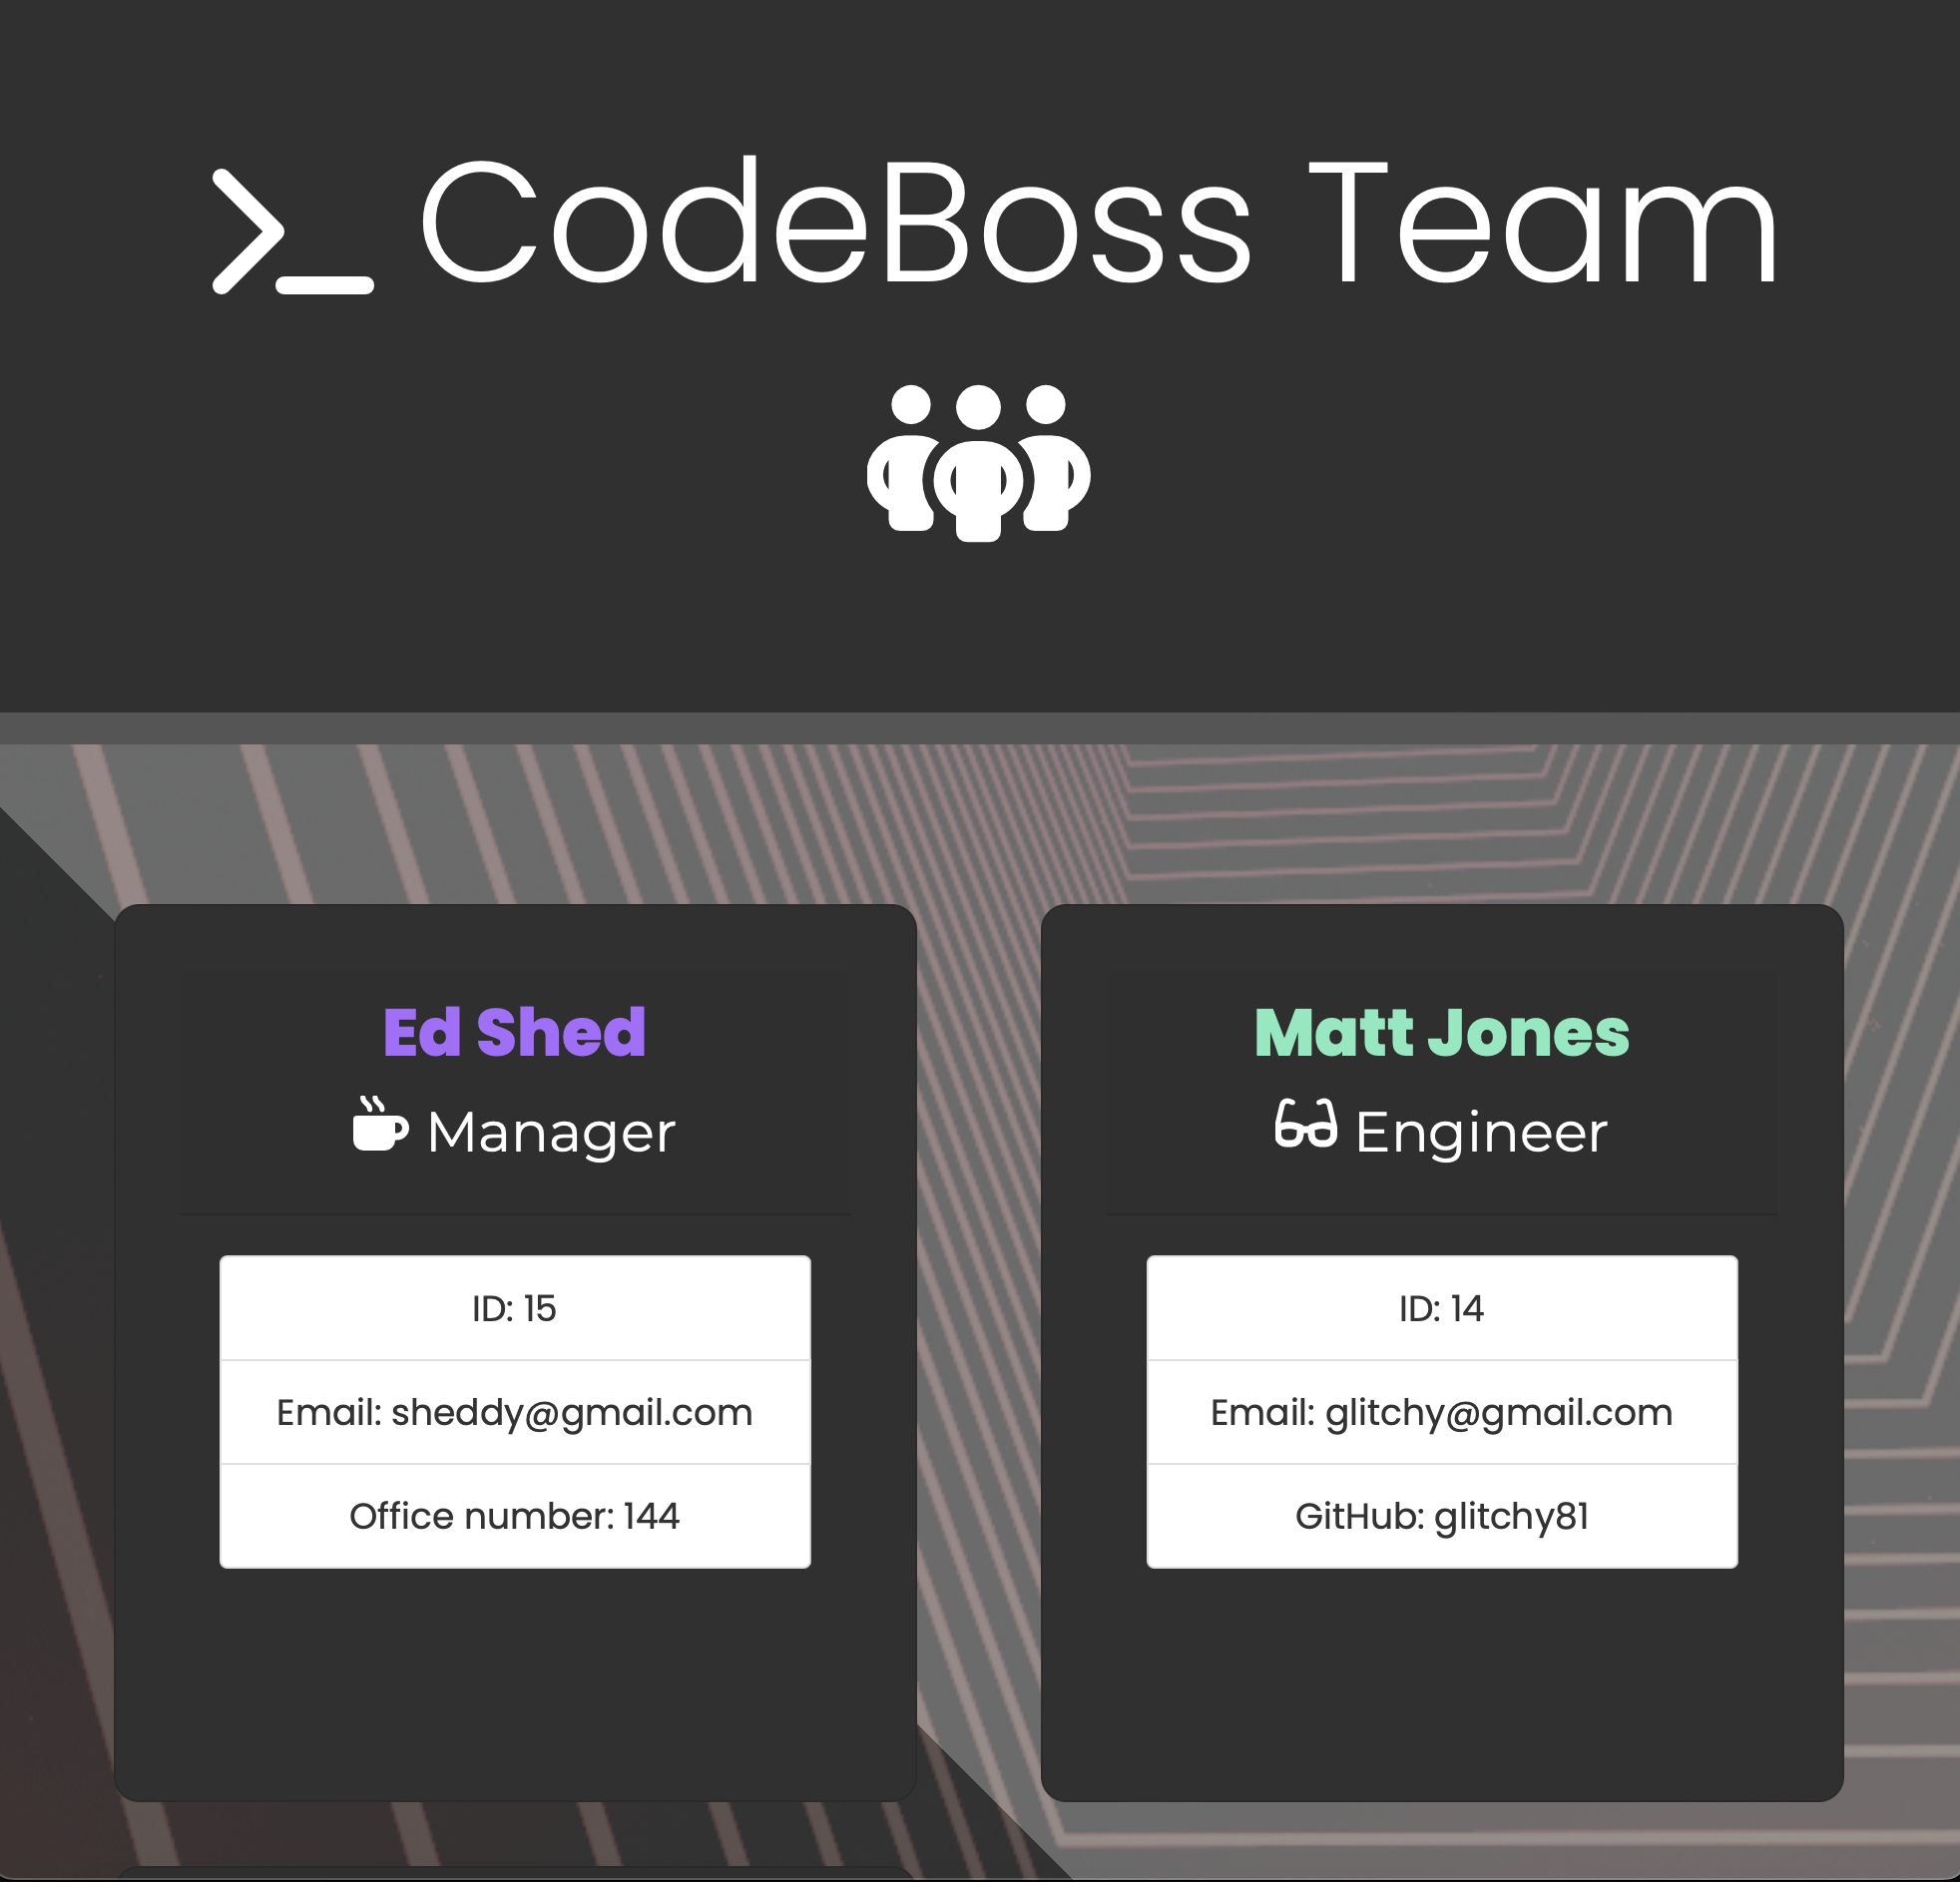 CodeBoss Team
Ed Shed
Manager
ID: 15
Email: sheddy@gmail.com
Office number: 144
Matt Jones
Engineer
ID: 14
Email: glitchy@gmail.com
GitHub: glitchy81